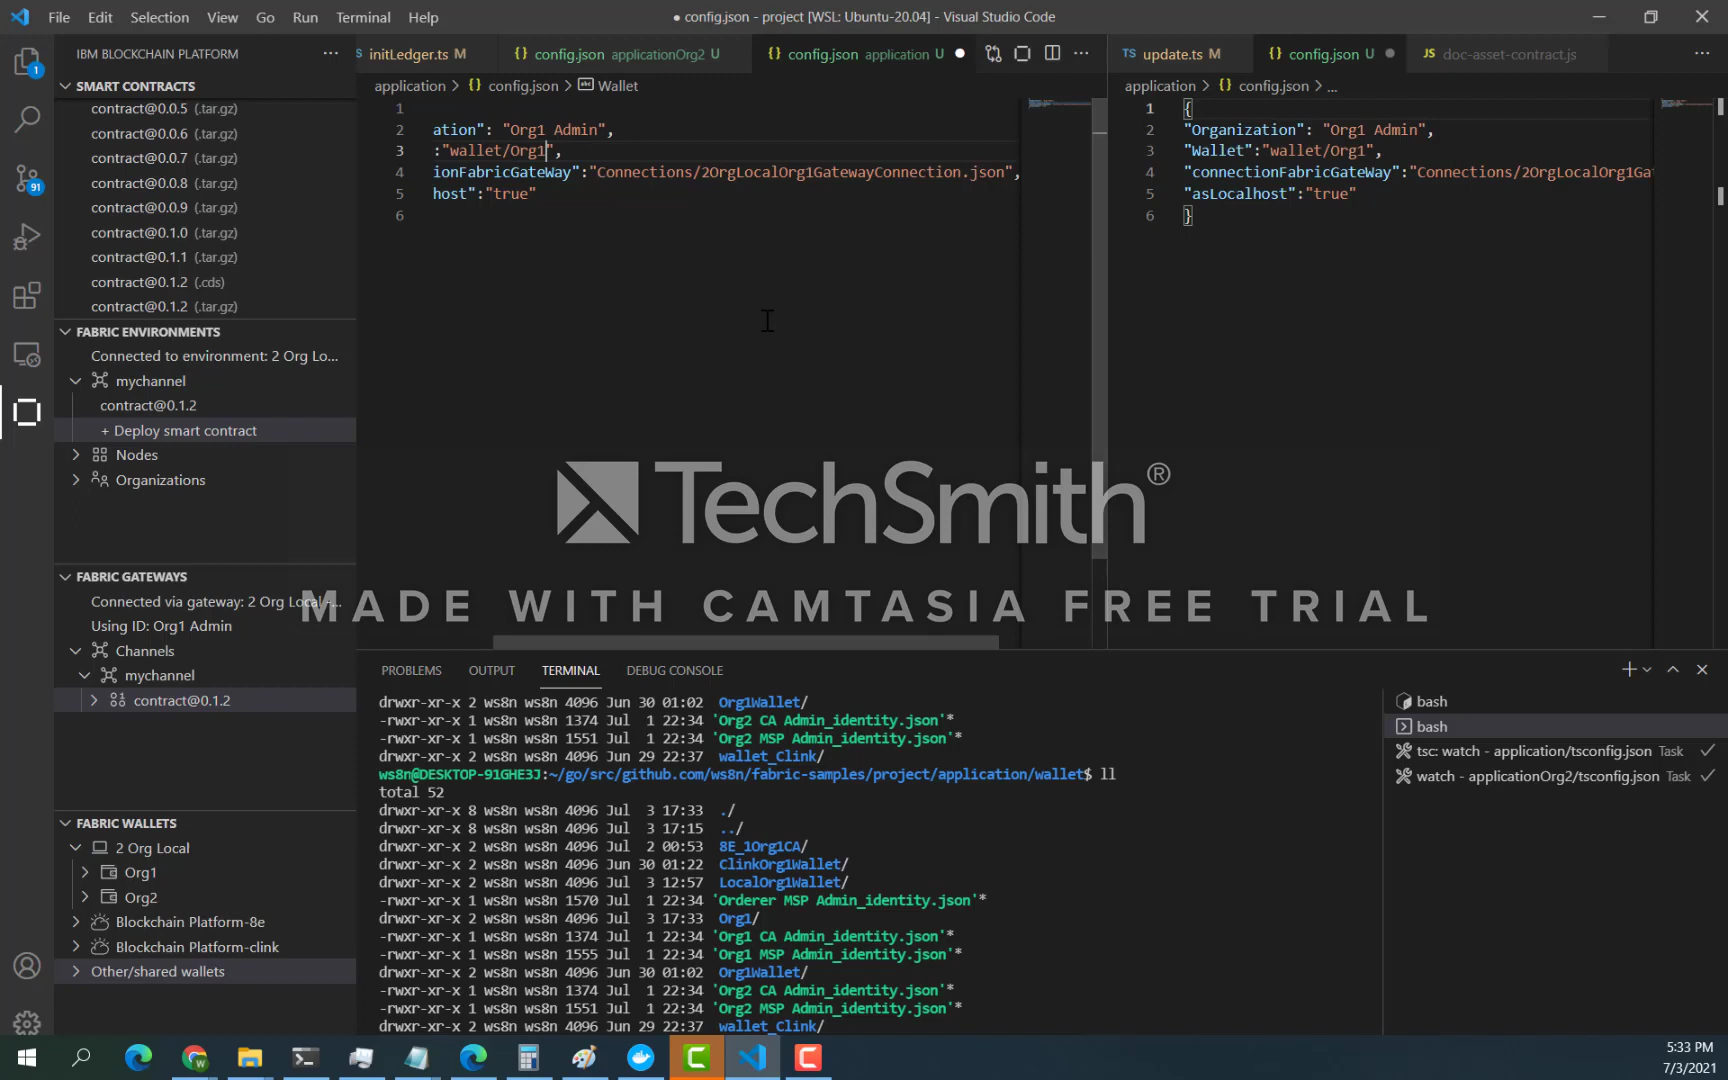 File Edit Selection View Go Run Terminal Help
● config.json - project [WSL: Ubuntu-20.04] - Visual Studio Code
IBM BLOCKCHAIN PLATFORM
initLedger.ts M
config.json applicationOrg2 U
config.json application U
TS update.ts M
config.json U
JS doc-asset-contract.js
1
91
SMART CONTRACTS
contract@0.0.5 (.tar.gz)
contract@0.0.6 (.tar.gz)
contract@0.0.7 (.tar.gz)
contract@0.0.8 (.tar.gz)
contract@0.0.9 (.tar.gz)
contract@0.1.0 (.tar.gz)
contract@0.1.1 (.tar.gz)
contract@0.1.2 (.cds)
contract@0.1.2 (.tar.gz)
FABRIC ENVIRONMENTS
Connected to environment: 2 Org Lo...
mychannel
contract@0.1.2
+ Deploy smart contract
Nodes
Organizations
FABRIC GATEWAYS
Connected via gateway: 2 Org Local -...
Using ID: Org1 Admin
Channels
mychannel
contract@0.1.2
FABRIC WALLETS
2 Org Local
Org1
Org2
Blockchain Platform-8e
Blockchain Platform-clink
Other/shared wallets
application > {} config.json > abc Wallet
1
2 ation": "Org1 Admin",
3 :"wallet/Org1",
4 ionFabricGateWay":"Connections/2OrgLocalOrg1GatewayConnection.json",
5 host":"true"
6
application > {} config.json > ...
1 {
2 "Organization": "Org1 Admin",
3 "Wallet":"wallet/Org1",
4 "connectionFabricGateWay":"Connections/2OrgLocalOrg1Ga
5 "asLocalhost":"true"
6 }
TechSmith®
MADE WITH CAMTASIA FREE TRIAL
PROBLEMS OUTPUT TERMINAL DEBUG CONSOLE
drwxr-xr-x 2 ws8n ws8n 4096 Jun 30 01:02 Org1Wallet/
-rwxr-xr-x 1 ws8n ws8n 1374 Jul 1 22:34 'Org2 CA Admin_identity.json'*
-rwxr-xr-x 1 ws8n ws8n 1551 Jul 1 22:34 'Org2 MSP Admin_identity.json'*
drwxr-xr-x 2 ws8n ws8n 4096 Jun 29 22:37 wallet_Clink/
ws8n@DESKTOP-91GHE3J:~/go/src/github.com/ws8n/fabric-samples/project/application/wallet$ ll
total 52
drwxr-xr-x 8 ws8n ws8n 4096 Jul 3 17:33 ./
drwxr-xr-x 8 ws8n ws8n 4096 Jul 3 17:15 ../
drwxr-xr-x 2 ws8n ws8n 4096 Jul 2 00:53 8E_1Org1CA/
drwxr-xr-x 2 ws8n ws8n 4096 Jun 30 01:22 ClinkOrg1Wallet/
drwxr-xr-x 2 ws8n ws8n 4096 Jul 3 12:57 LocalOrg1Wallet/
-rwxr-xr-x 1 ws8n ws8n 1570 Jul 1 22:34 'Orderer MSP Admin_identity.json'*
drwxr-xr-x 2 ws8n ws8n 4096 Jul 3 17:33 Org1/
-rwxr-xr-x 1 ws8n ws8n 1374 Jul 1 22:34 'Org1 CA Admin_identity.json'*
-rwxr-xr-x 1 ws8n ws8n 1555 Jul 1 22:34 'Org1 MSP Admin_identity.json'*
drwxr-xr-x 2 ws8n ws8n 4096 Jun 30 01:02 Org1Wallet/
-rwxr-xr-x 1 ws8n ws8n 1374 Jul 1 22:34 'Org2 CA Admin_identity.json'*
-rwxr-xr-x 1 ws8n ws8n 1551 Jul 1 22:34 'Org2 MSP Admin_identity.json'*
drwxr-xr-x 2 ws8n ws8n 4096 Jun 29 22:37 wallet_Clink/
bash
bash
tsc: watch - application/tsconfig.json Task
watch - applicationOrg2/tsconfig.json Task
5:33 PM
7/3/2021